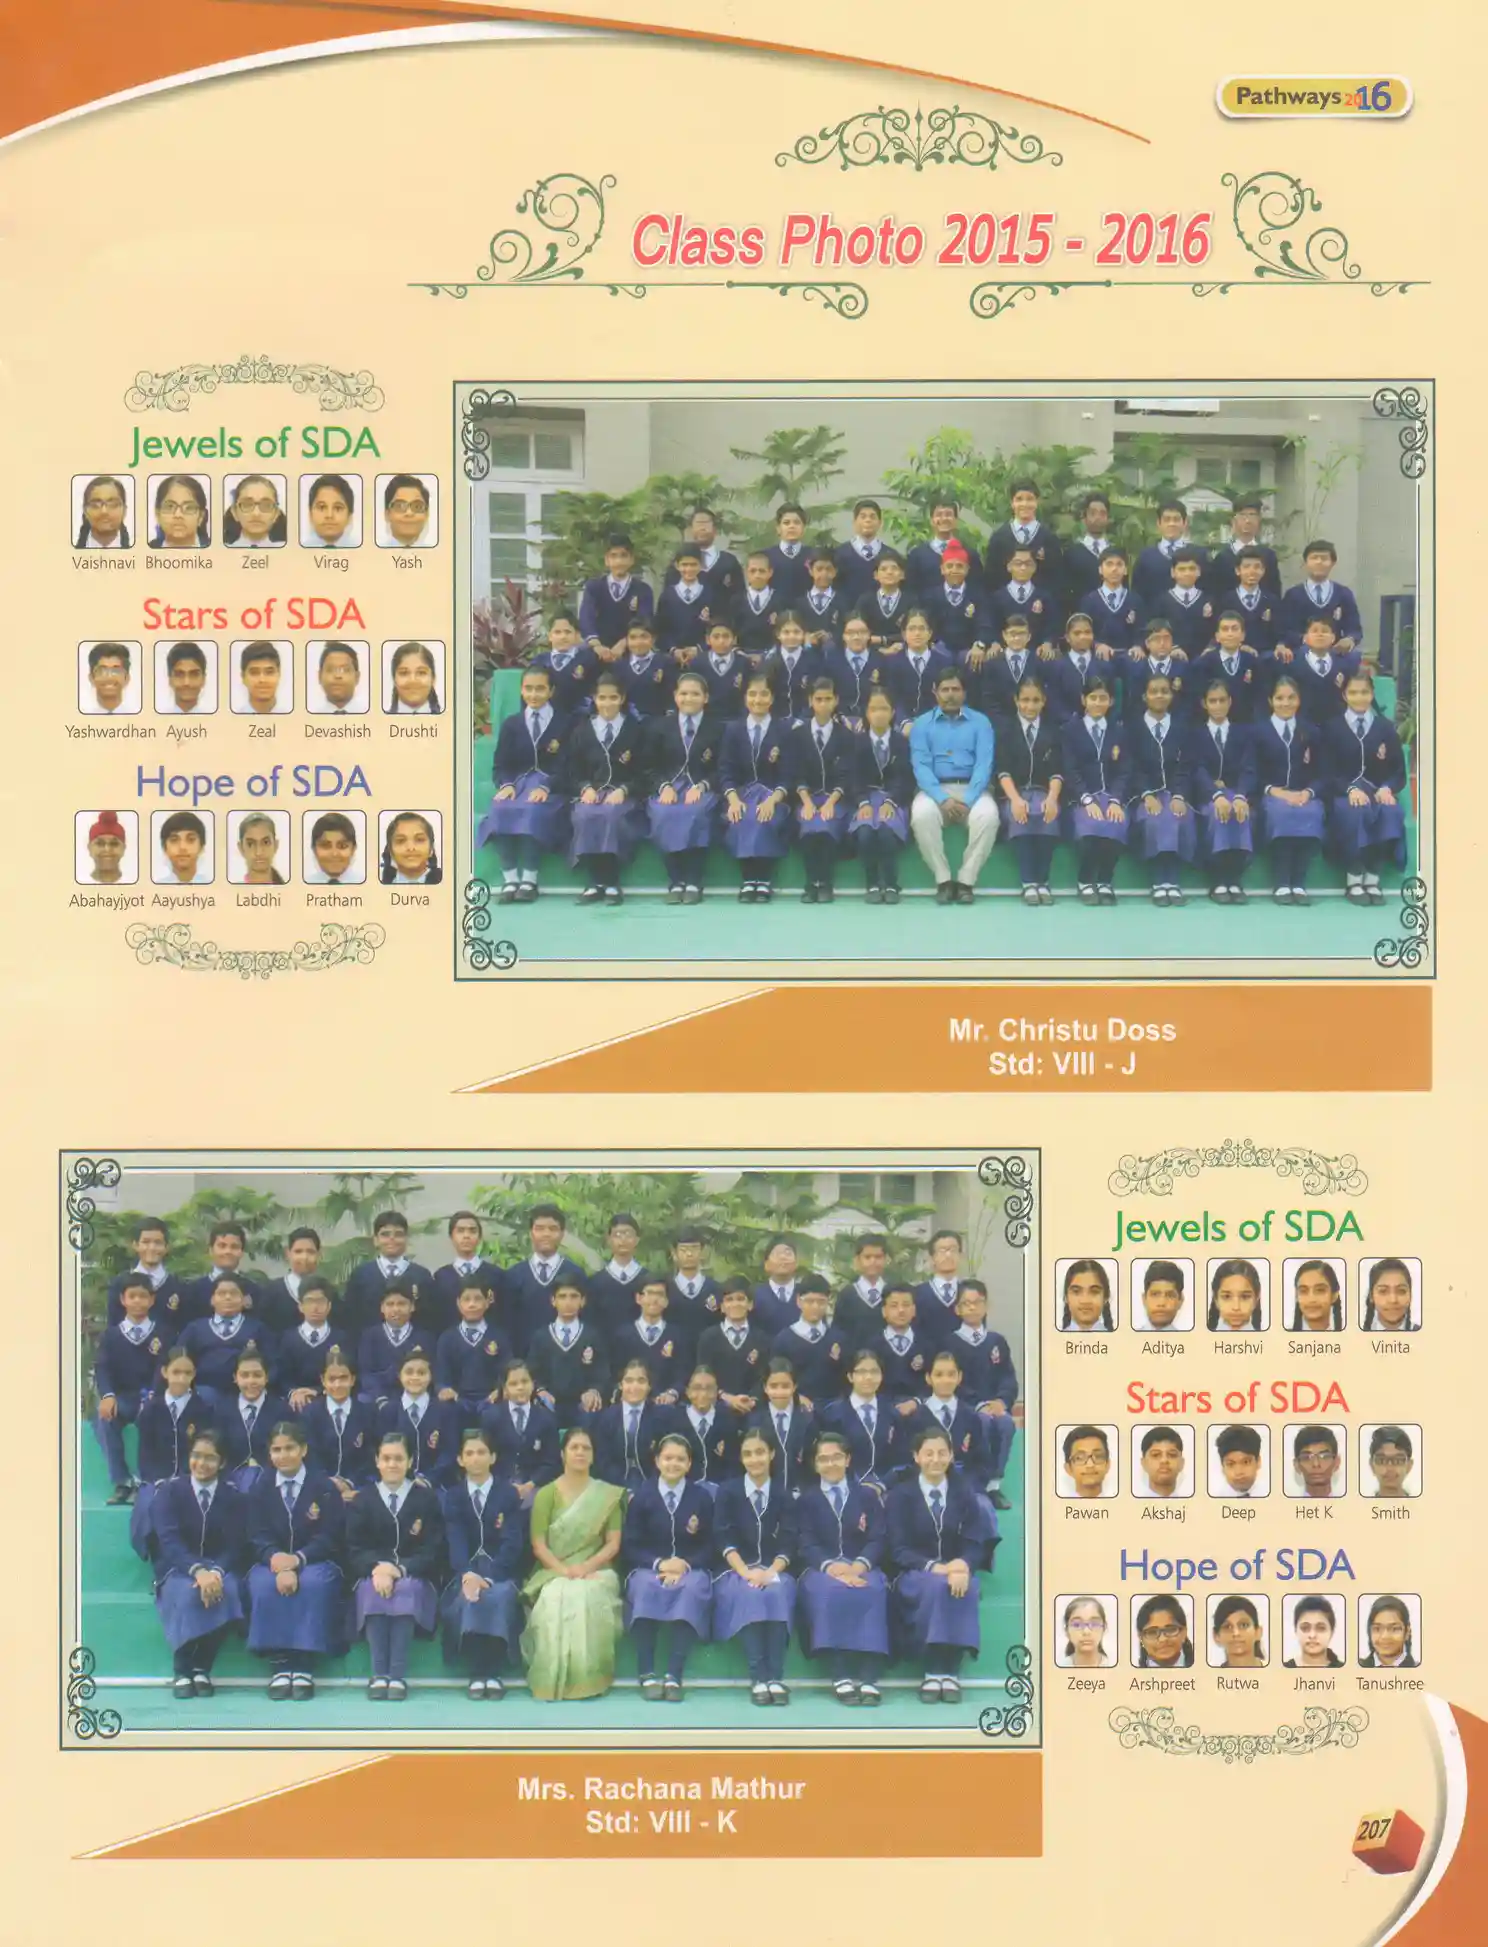 Pathways 2016
Class Photo 2015 - 2016
Jewels of SDA
Vaishnavi Bhoomika Zeel Virag Yash
Stars of SDA
Yashwardhan Ayush Zeal Devashish Drushti
Hope of SDA
Abahayjyot Aayushya Labdhi Pratham Durva
Mr. Christu Doss
Std: VIII - J
Jewels of SDA
Brinda Aditya Harshvi Sanjana Vinita
Stars of SDA
Pawan Akshaj Deep Het K Smith
Hope of SDA
Zeeya Arshpreet Rutwa Jhanvi Tanushree
Mrs. Rachana Mathur
Std: VIII - K
207